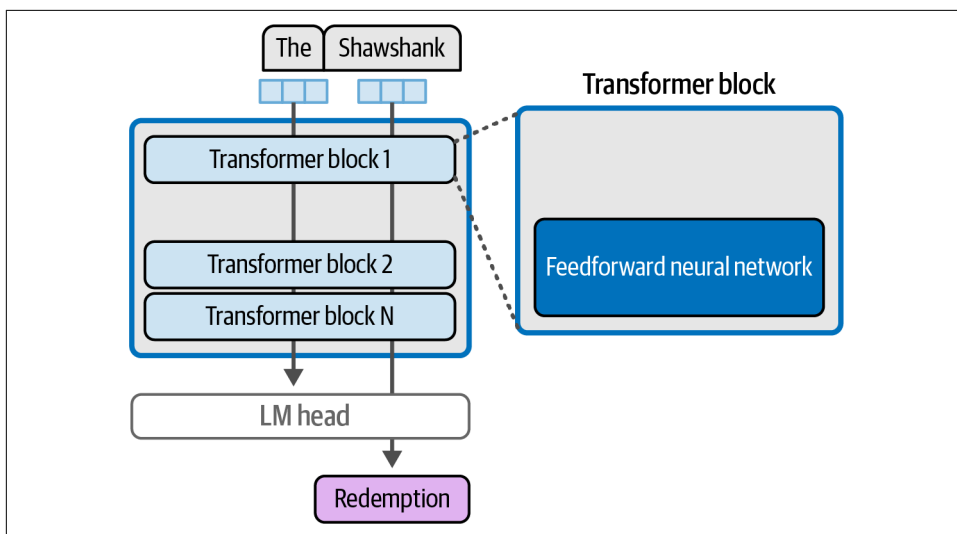 The Shawshank
Transformer block
Transformer block 1
Transformer block 2
Feedforward neural network
Transformer block N
LM head
Redemption